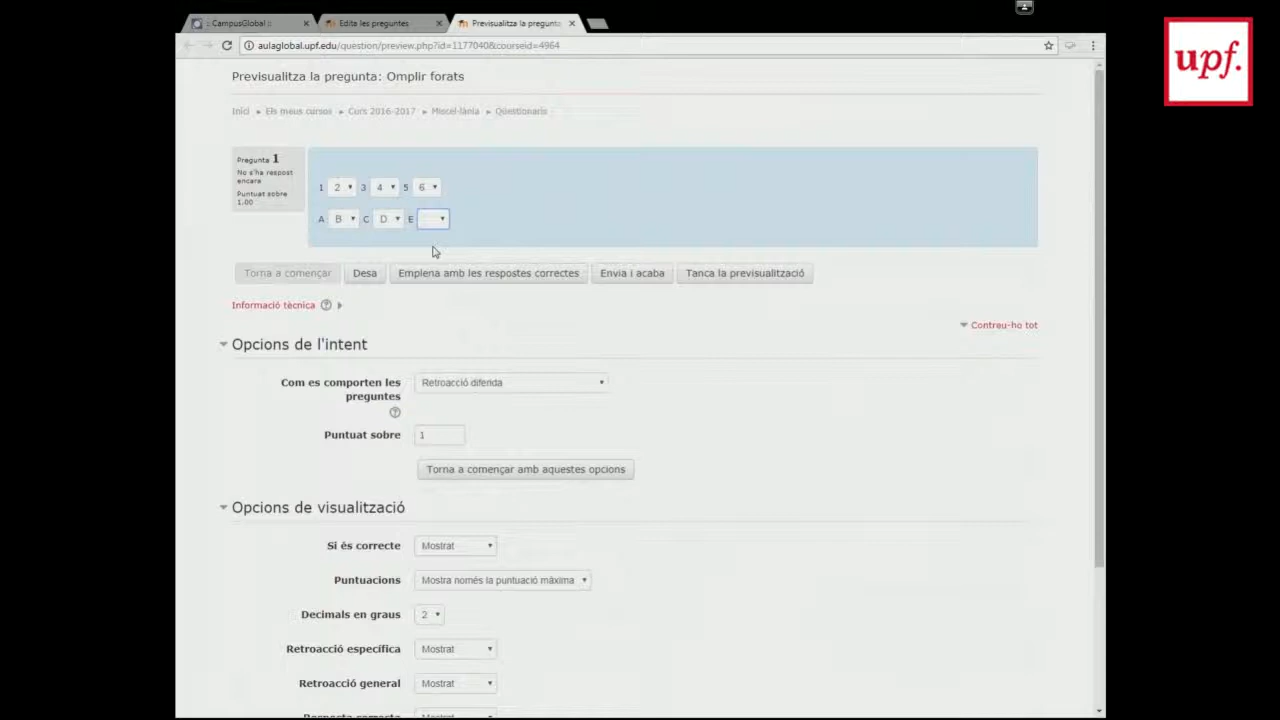 :: CampusGlobal ::
Edita les preguntes
Previsualitza la pregunta:
aulaglobal.upf.edu/question/preview.php?id=1177040&courseid=4964
upf.
Previsualitza la pregunta: Omplir forats
Inici ► Els meus cursos ► Curs 2016-2017 ► Miscel·lània ► Qüestionaris
Pregunta 1
No s'ha respost
encara
Puntuat sobre
1.00
1 2 3 4 5 6
A B C D E
Torna a començar Desa Emplena amb les respostes correctes Envia i acaba Tanca la previsualització
Informació tècnica
Contreu-ho tot
Opcions de l'intent
Com es comporten les
preguntes
Retroacció diferida
Puntuat sobre 1
Torna a començar amb aquestes opcions
Opcions de visualització
Si és correcte Mostrat
Puntuacions Mostra només la puntuació màxima
Decimals en graus 2
Retroacció específica Mostrat
Retroacció general Mostrat
Resposta correcta Mostrat